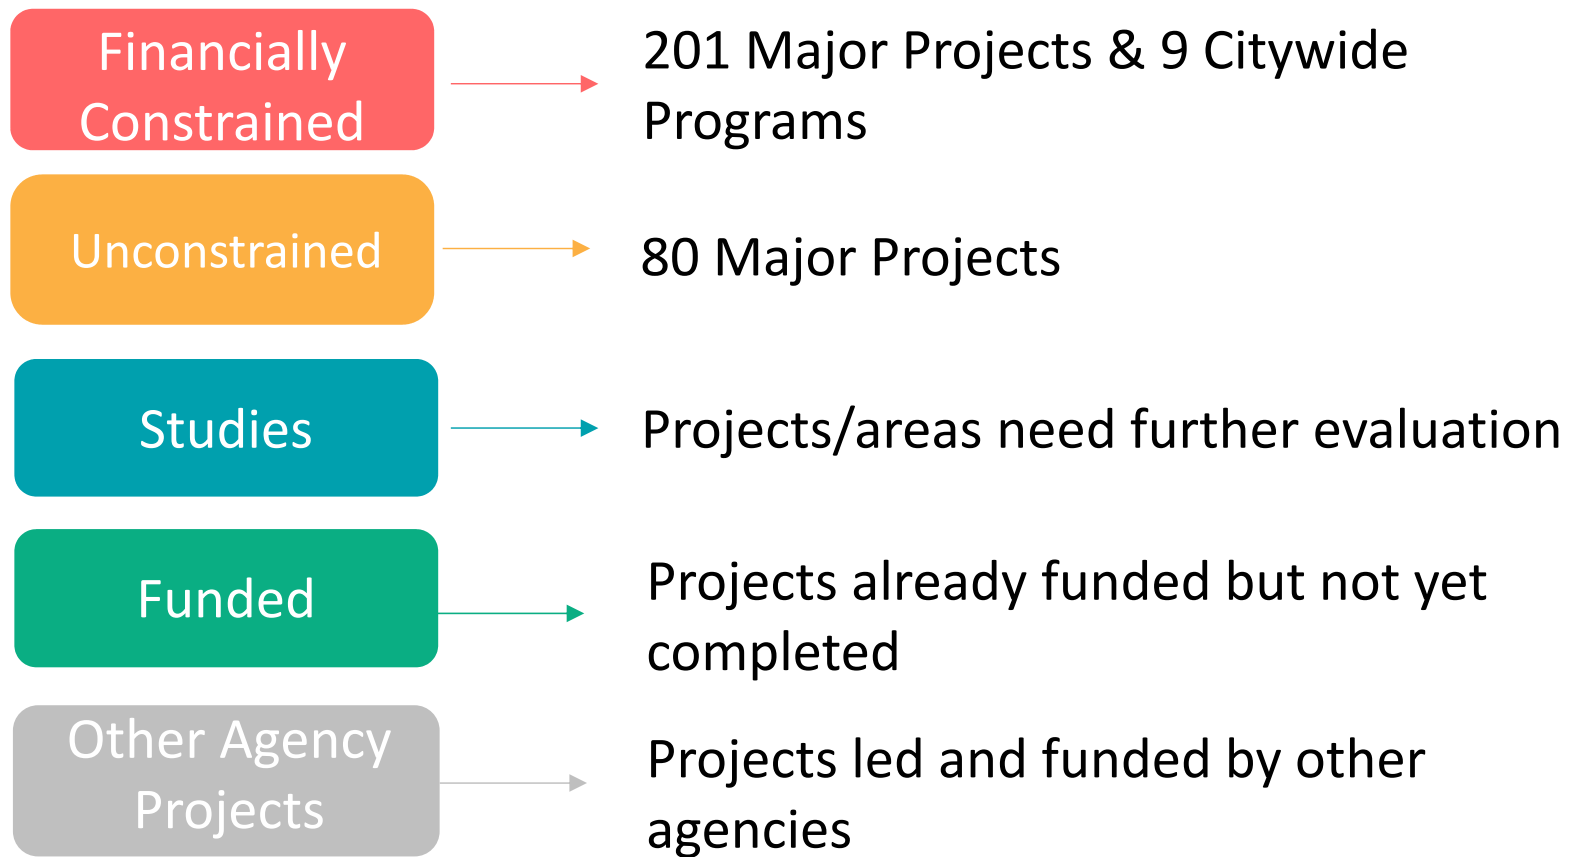 Financially
Constrained
201 Major Projects & 9 Citywide
Programs
Unconstrained
80 Major Projects
Studies
Projects/areas need further evaluation
Funded
Projects already funded but not yet
completed
Other Agency
Projects
Projects led and funded by other
agencies